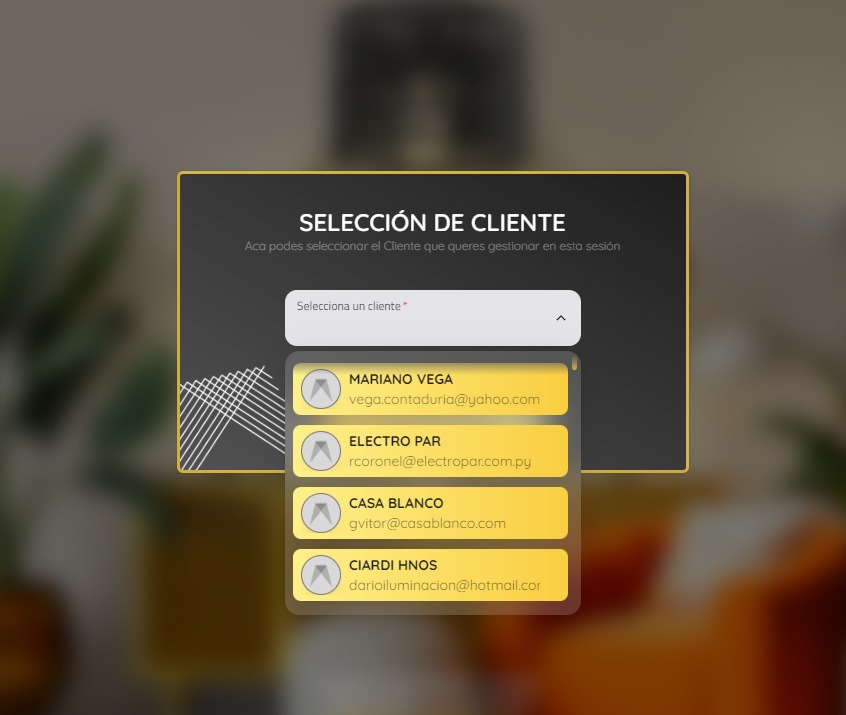 SELECCIÓN DE CLIENTE
Aca podes seleccionar el Cliente que queres gestionar en esta sesión
Selecciona un cliente *
MARIANO VEGA
vega.contaduria@yahoo.com
ELECTRO PAR
rcoronel@electropar.com.py
CASA BLANCO
gvitor@casablanco.com
CIARDI HNOS
darioiluminacion@hotmail.cor